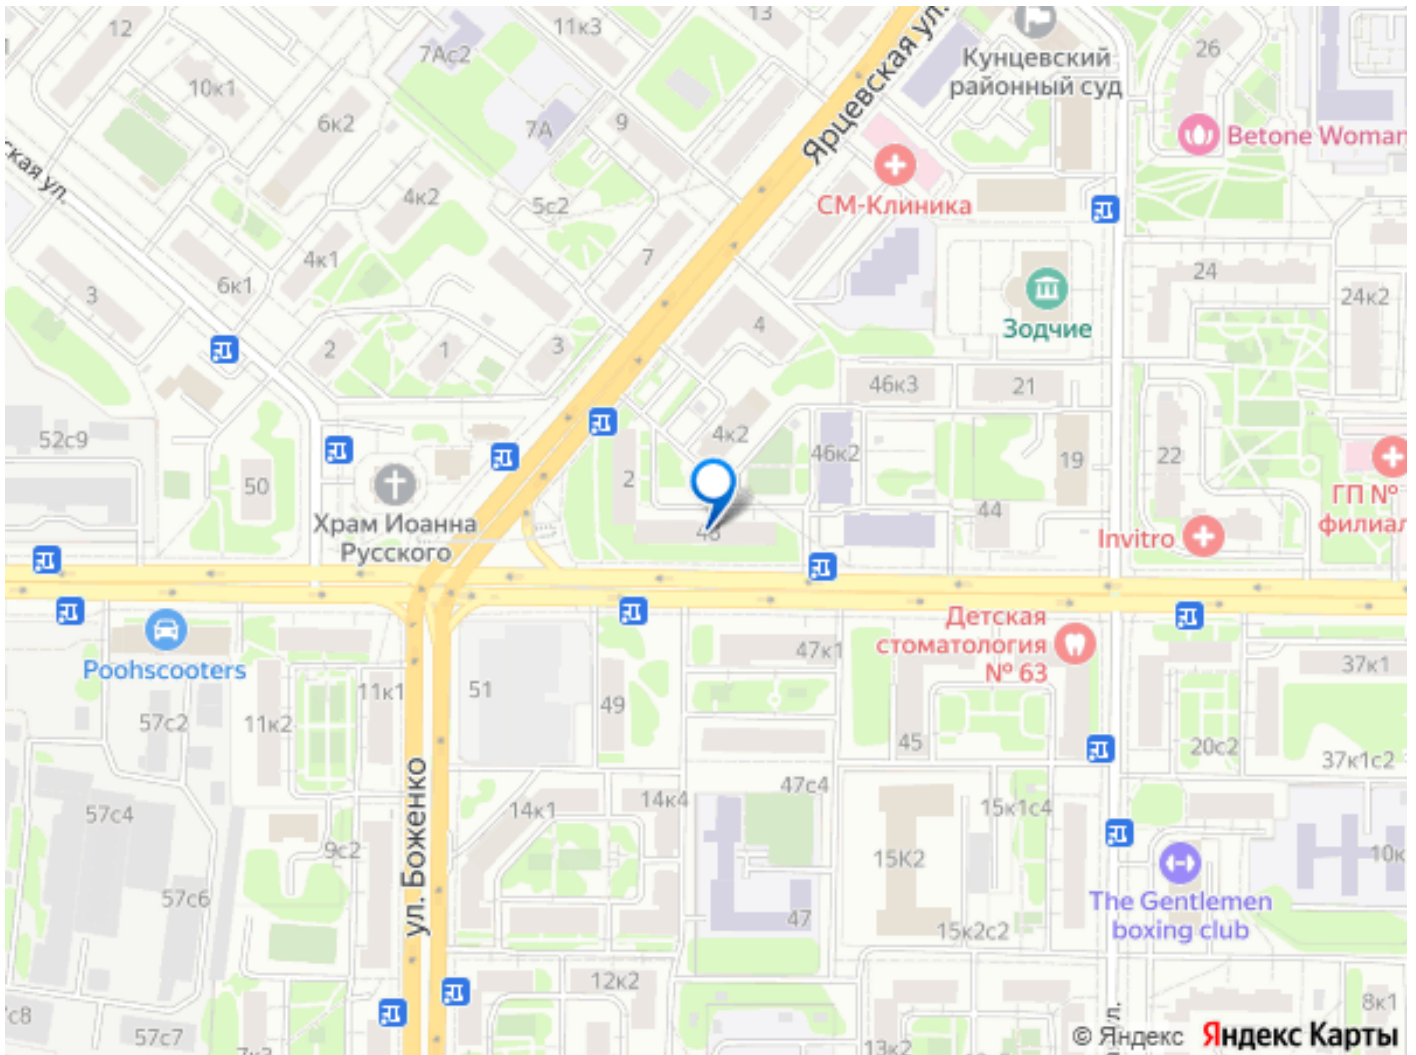 12
11к3
13
7Ас2
Кунцевский
районный суд
26
10к1
6к2
7А
9
Ярцевская ул.
Betone Woman
ская ул.
4к2
5с2
СМ-Клиника
4к1
7
6к1
3
24
24к2
Зодчие
2
1
3
4
46к3
21
52с9
4к2
46к2
19
22
50
2
44
Храм Иоанна
Русского
ГП №
филиал
Invitro
Детская
стоматология
№ 63
Poohscooters
47к1
37к1
11к1
51
49
57с2
11к2
45
20с2
37к1с2
47с4
57с4
14к1
14к4
15к1с4
ул. Боженко
9с2
15К2
10к
57с6
47
The Gentlemen
boxing club
15к2с2
12к2
8к1
с8
57с7
13к2
© Яндекс Яндекс Карты